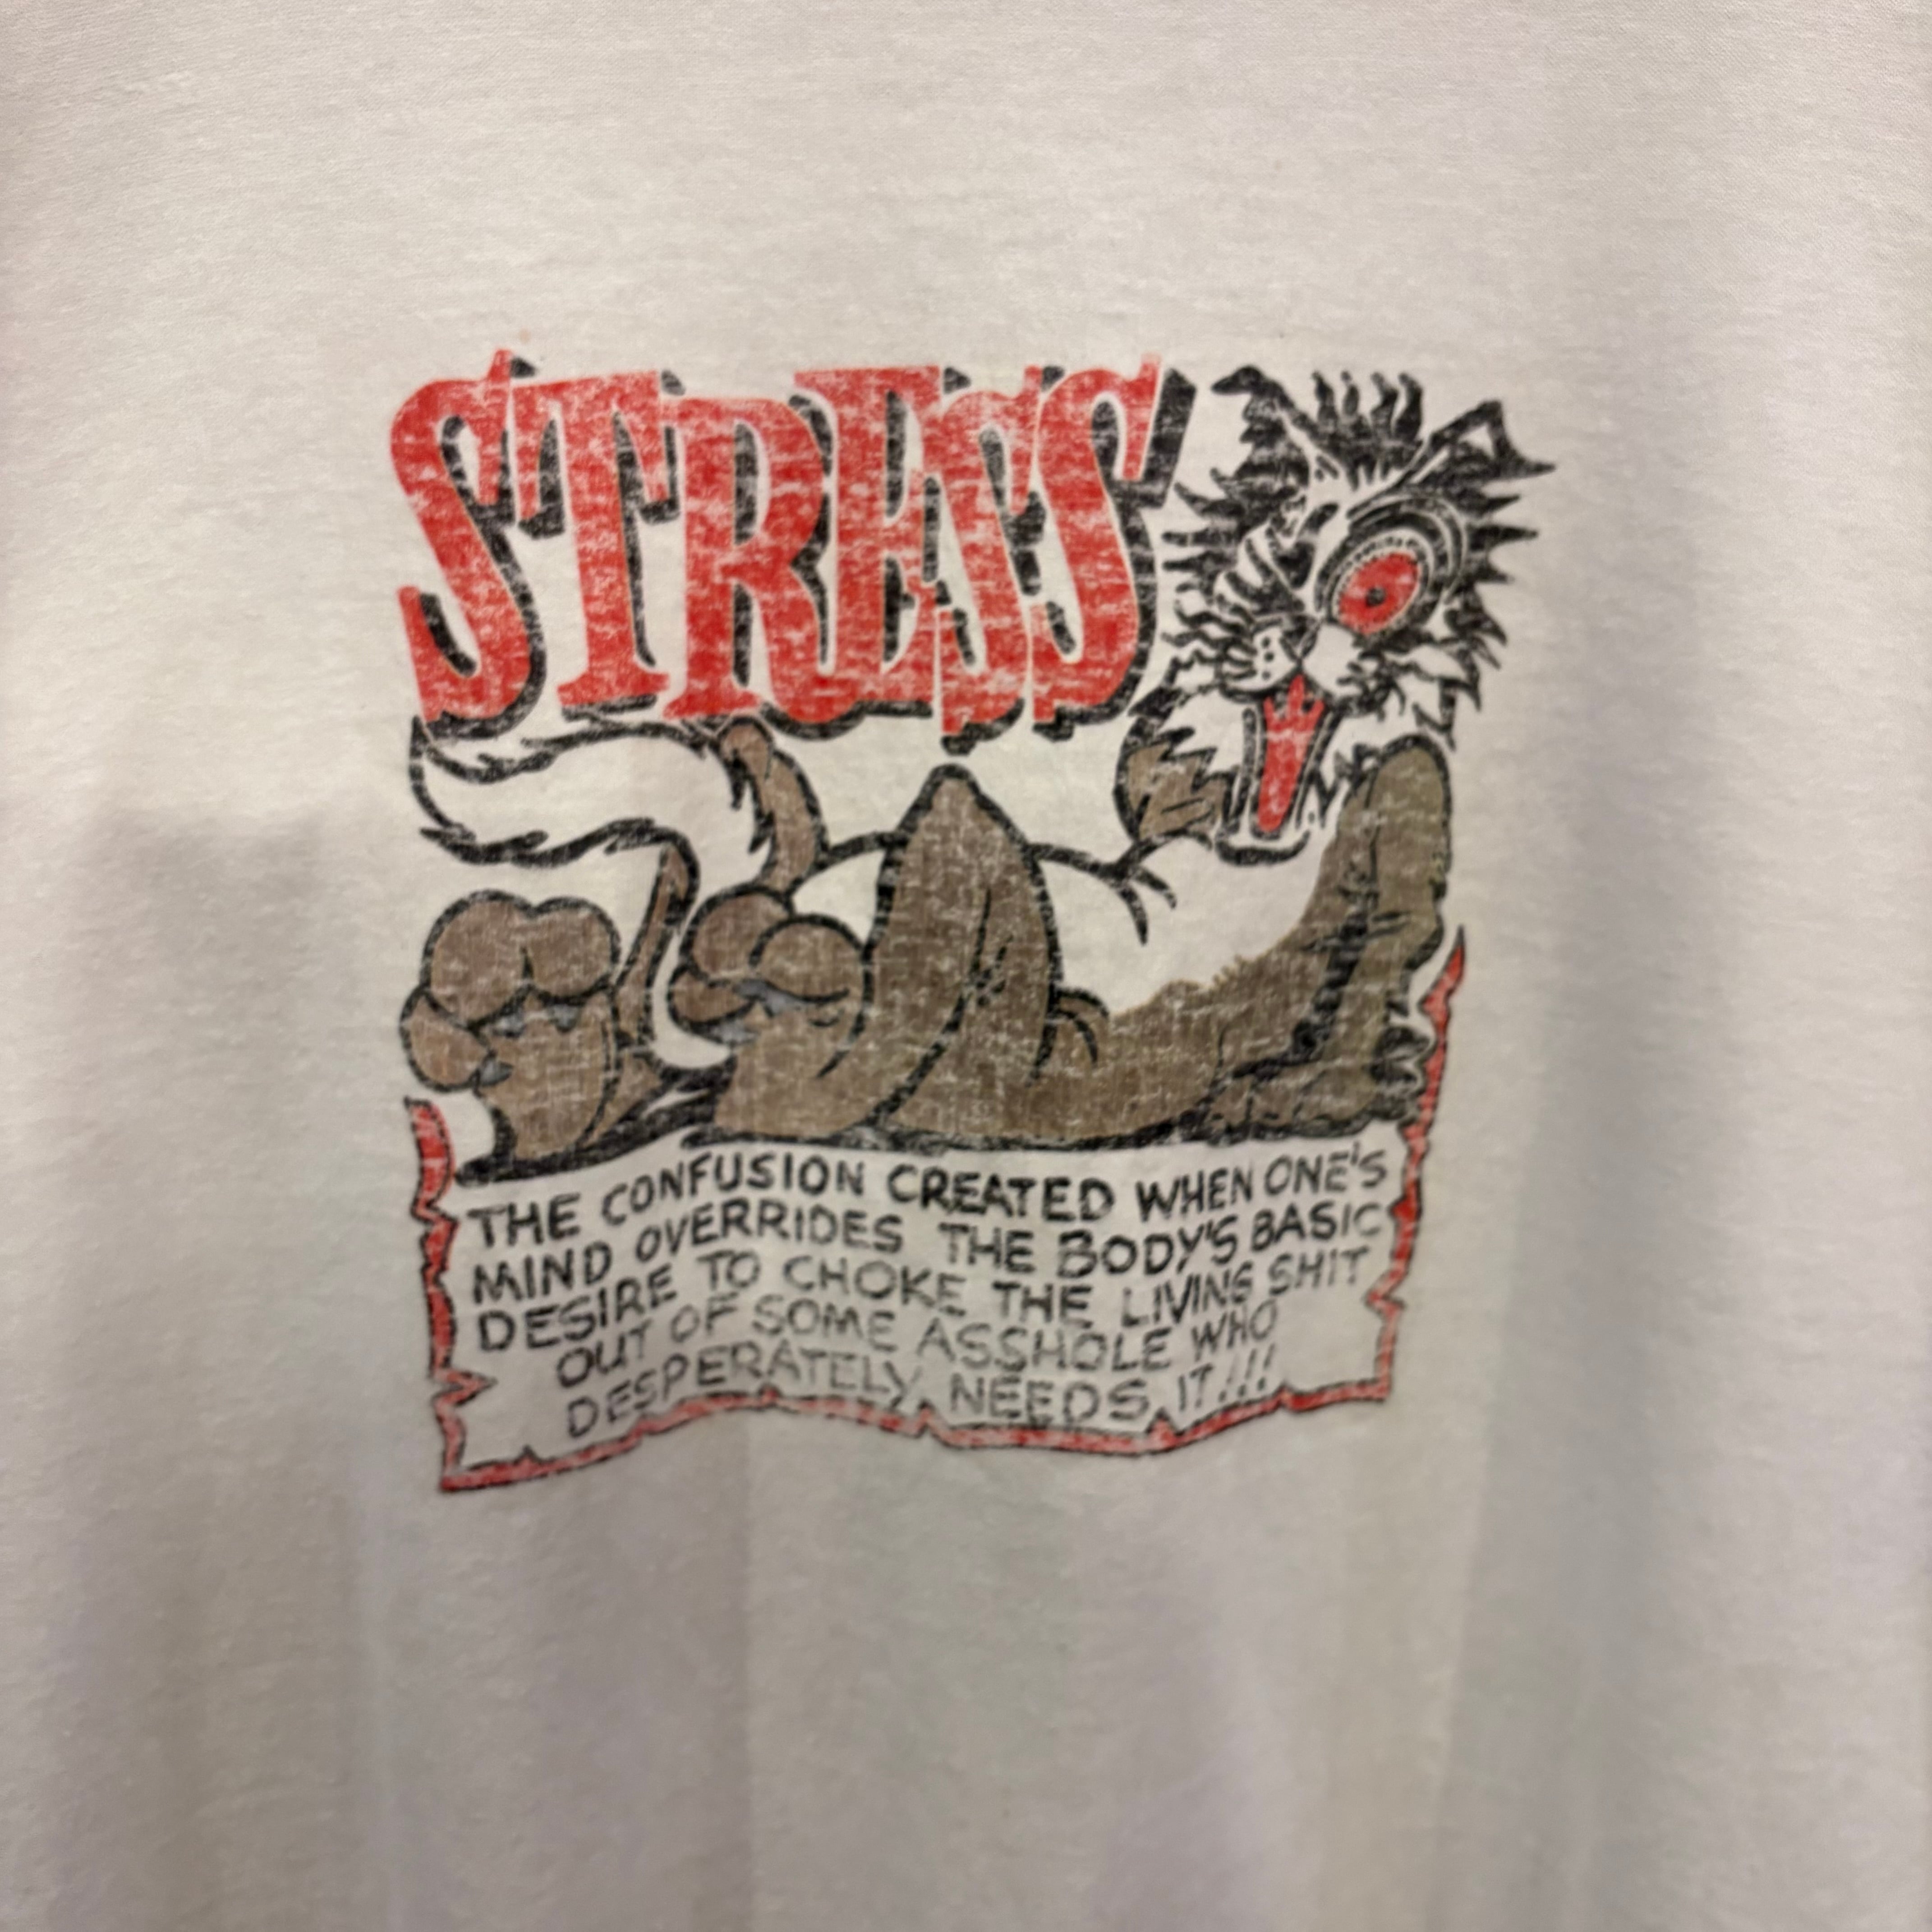 STRESS
THE CONFUSION CREATED WHEN ONE'S
MIND OVERRIDES THE BODY'S BASIC
DESIRE TO CHOKE THE LIVING SHIT
OUT OF SOME ASSHOLE WHO
DESPERATELY NEEDS IT!!!